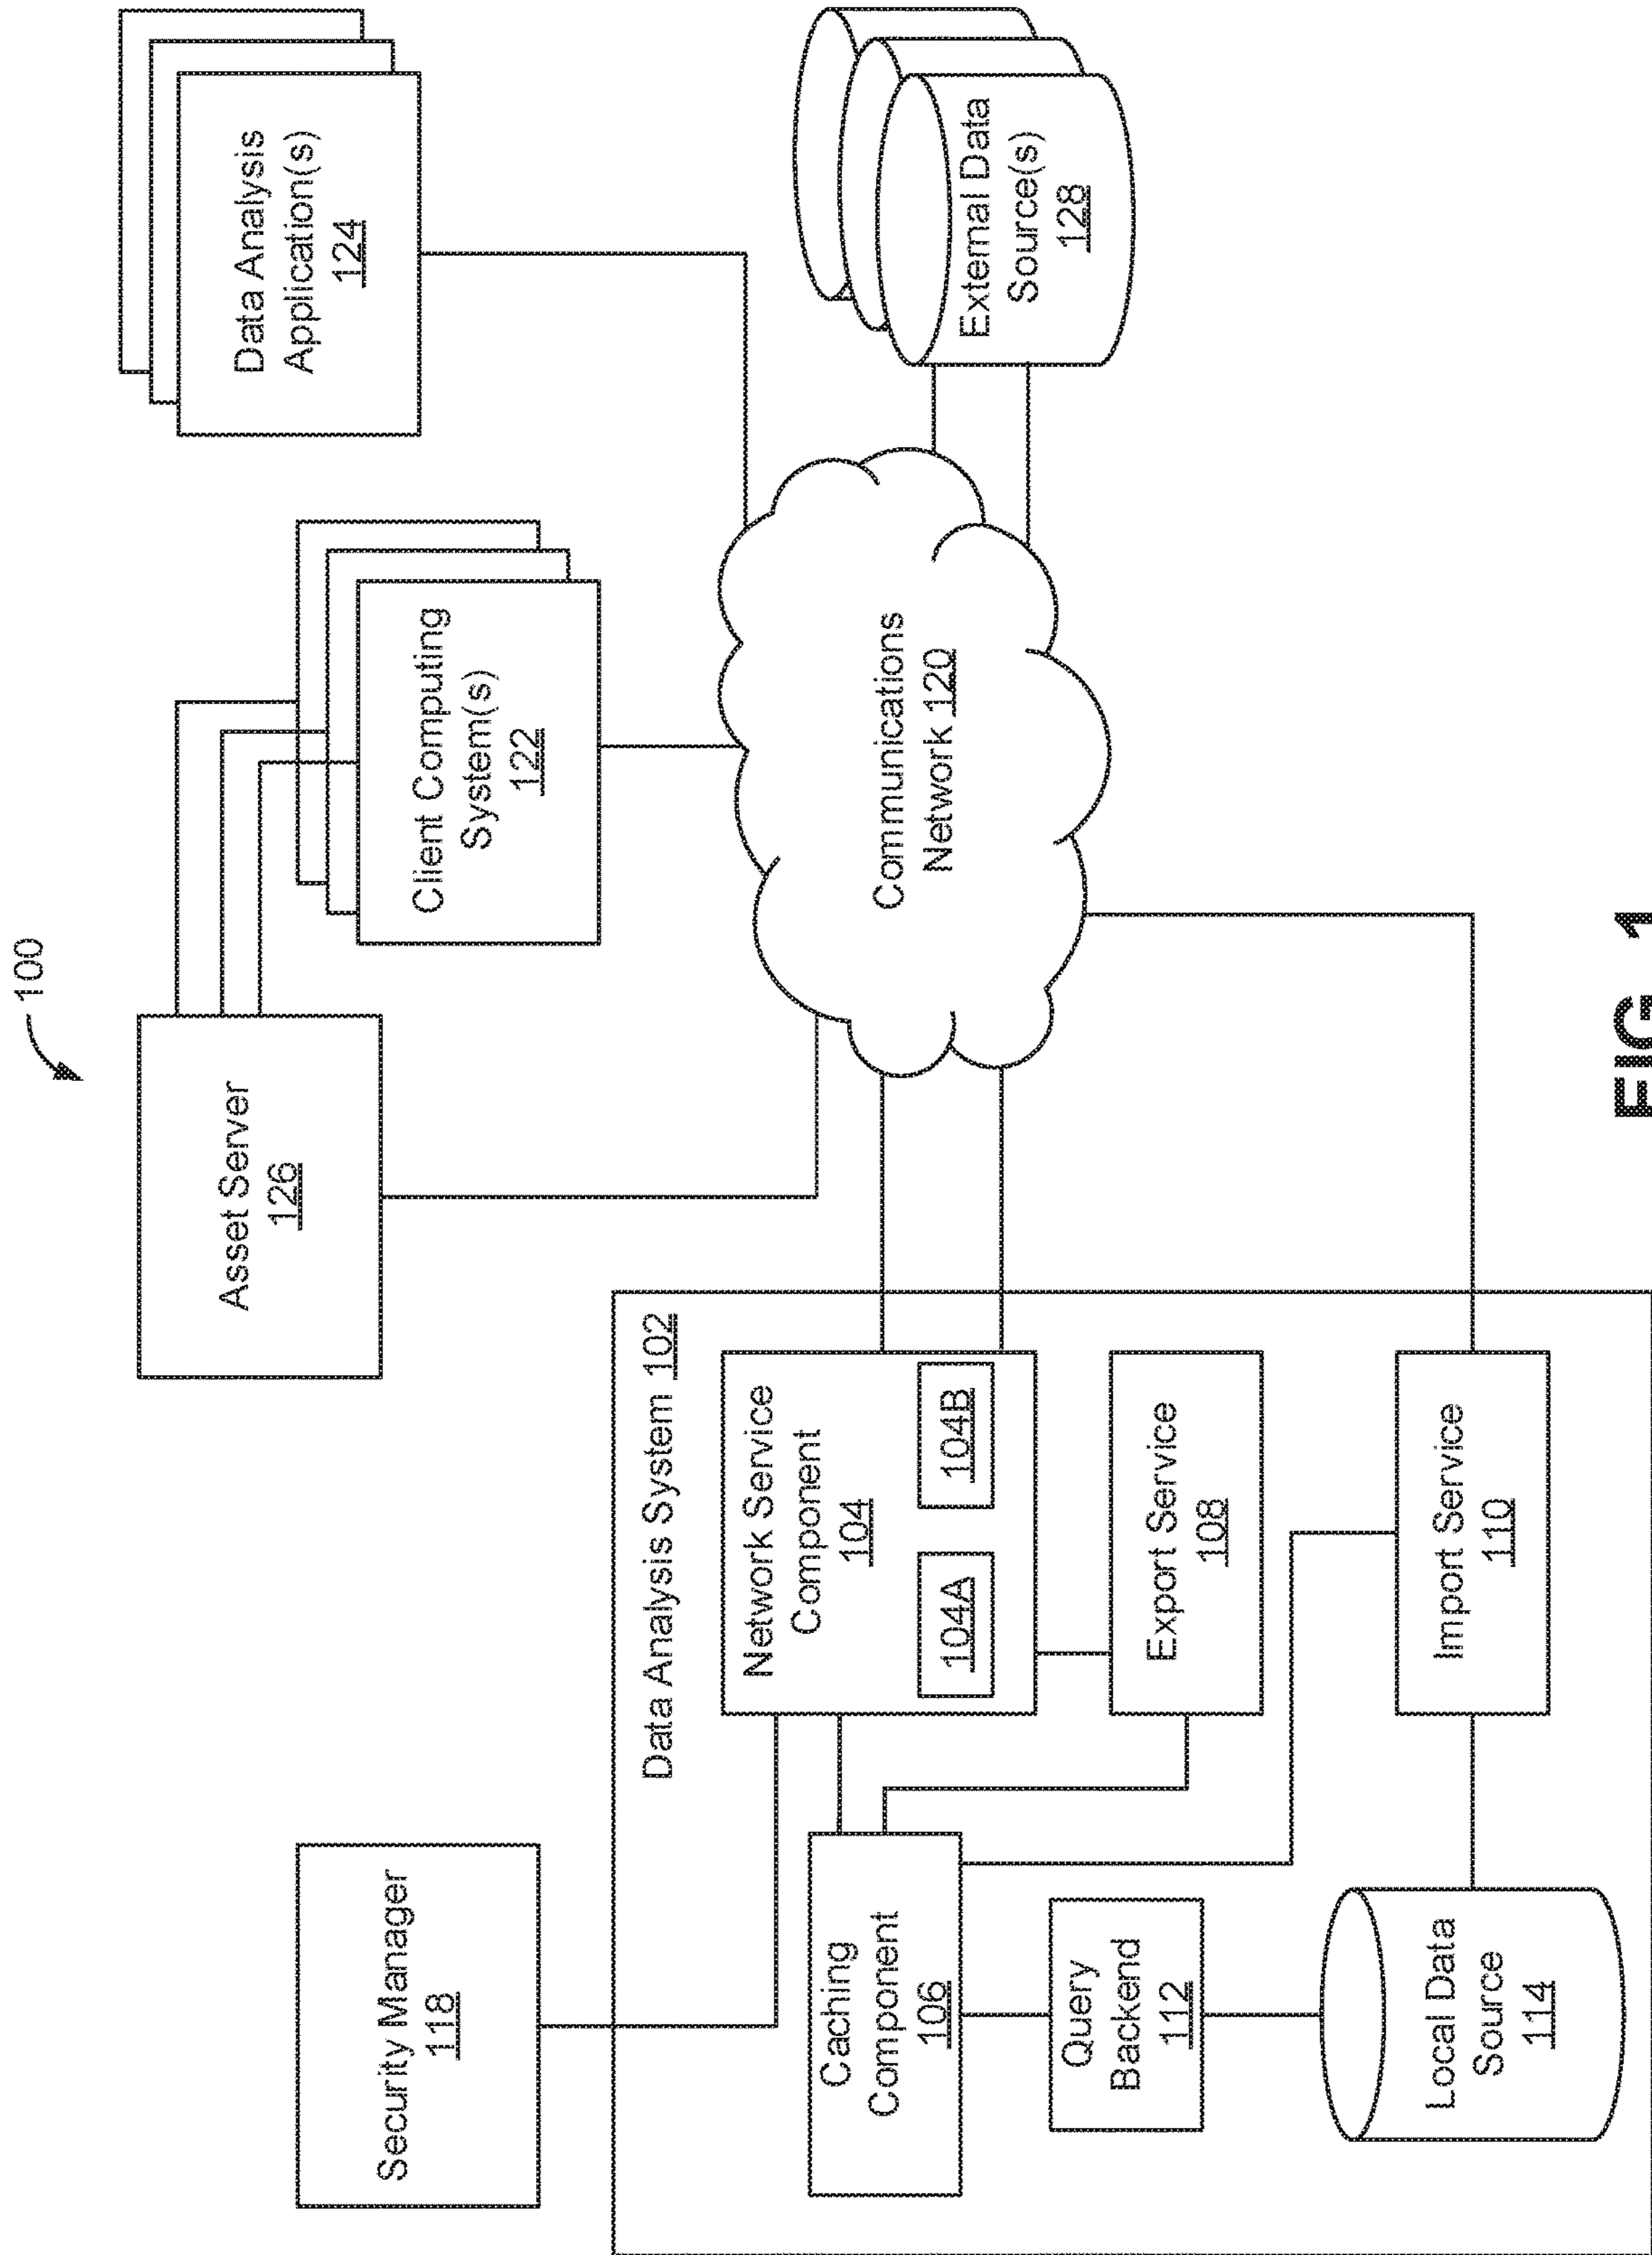 100
Asset Server
126
Client Computing
System(s)
122
Data Analysis
Application(s)
124
Security Manager
118
Data Analysis System 102
Network Service
Component
104
104A
104B
Communications
Network 120
External Data
Source(s)
128
Caching
Component
106
Export Service
108
Query
Backend
112
Import Service
110
Local Data
Source
114
FIG. 1